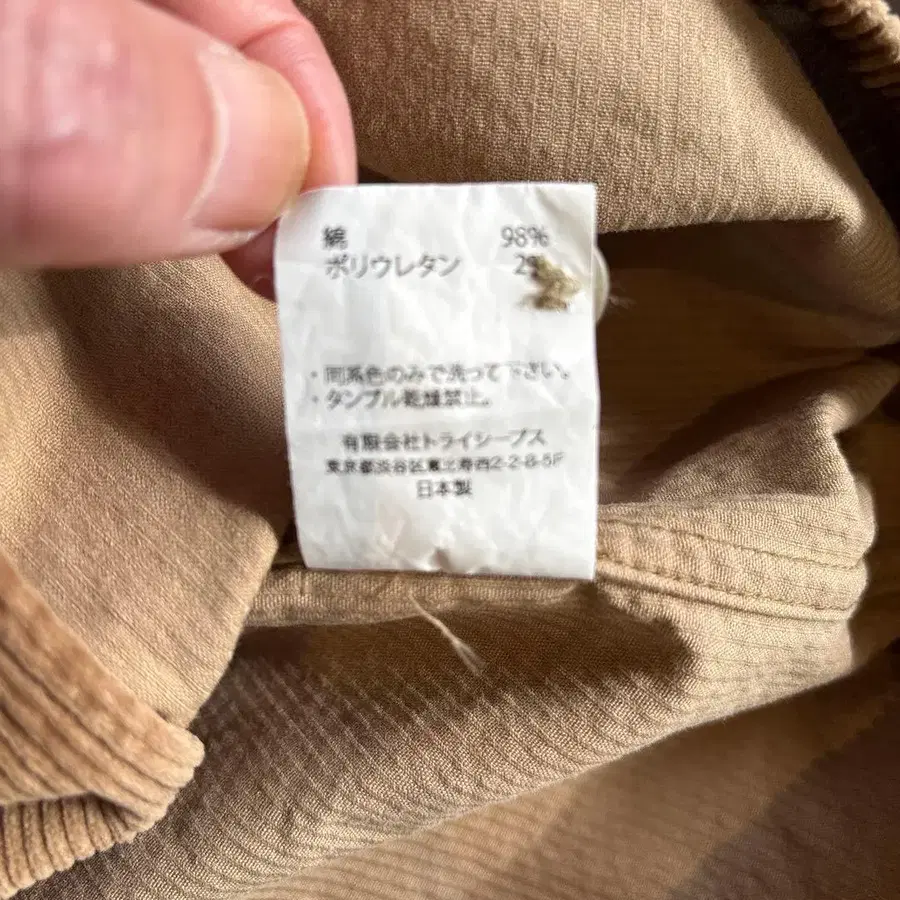 綿 98%
ポリウレタン 2%
・同系色のみで洗って下さい。
・タンブル乾燥禁止。
有限会社トライシープス
東京都渋谷区恵比寿西2-2-8-5F
日本製